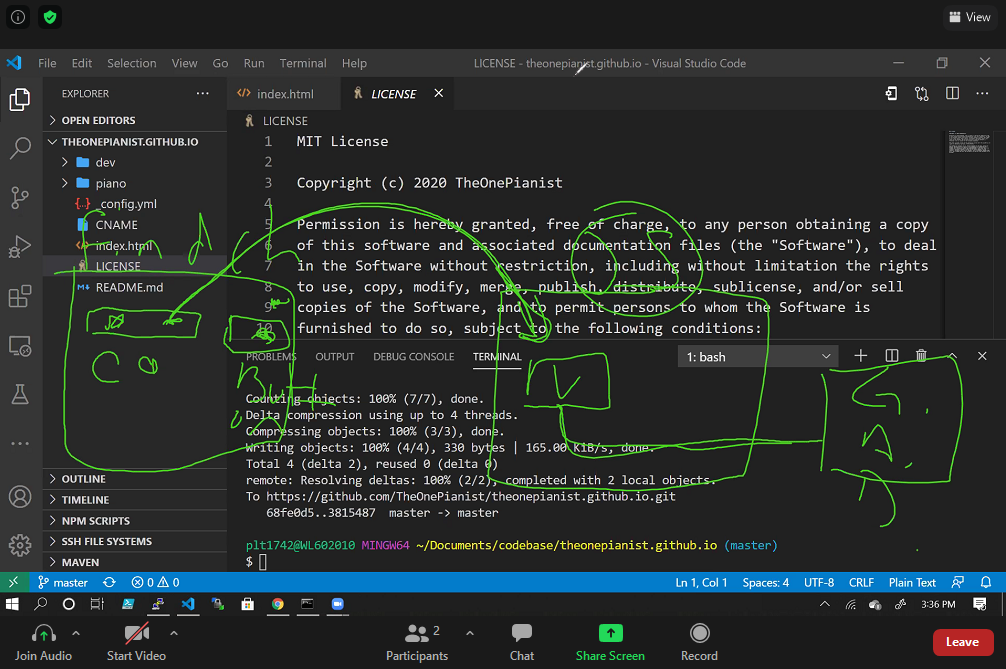 View
File Edit Selection View Go Run Terminal Help
LICENSE - theonepianist.github.io - Visual Studio Code
EXPLORER
index.html
LICENSE
OPEN EDITORS
THEONEPIANIST.GITHUB.IO
dev
piano
_config.yml
CNAME
index.html
LICENSE
README.md
LICENSE
1 MIT License
2
3 Copyright (c) 2020 TheOnePianist
4
5 Permission is hereby granted, free of charge, to any person obtaining a copy
6 of this software and associated documentation files (the "Software"), to deal
7 in the Software without restriction, including without limitation the rights
8 to use, copy, modify, merge, publish, distribute, sublicense, and/or sell
9 copies of the Software, and to permit persons to whom the Software is
10 furnished to do so, subject to the following conditions:
PROBLEMS OUTPUT DEBUG CONSOLE TERMINAL
1: bash
Counting objects: 100% (7/7), done.
Delta compression using up to 4 threads.
Compressing objects: 100% (3/3), done.
Writing objects: 100% (4/4), 330 bytes | 165.00 KiB/s, done.
Total 4 (delta 2), reused 0 (delta 0)
remote: Resolving deltas: 100% (2/2), completed with 2 local objects.
To https://github.com/TheOnePianist/theonepianist.github.io.git
68fe0d5..3815487 master -> master
plt1742@WL602010 MINGW64 ~/Documents/codebase/theonepianist.github.io (master)
$
OUTLINE
TIMELINE
NPM SCRIPTS
SSH FILE SYSTEMS
MAVEN
master
0 0
Ln 1, Col 1 Spaces: 4 UTF-8 CRLF Plain Text
3:36 PM
Join Audio
Start Video
2
Participants
Chat
Share Screen
Record
Leave